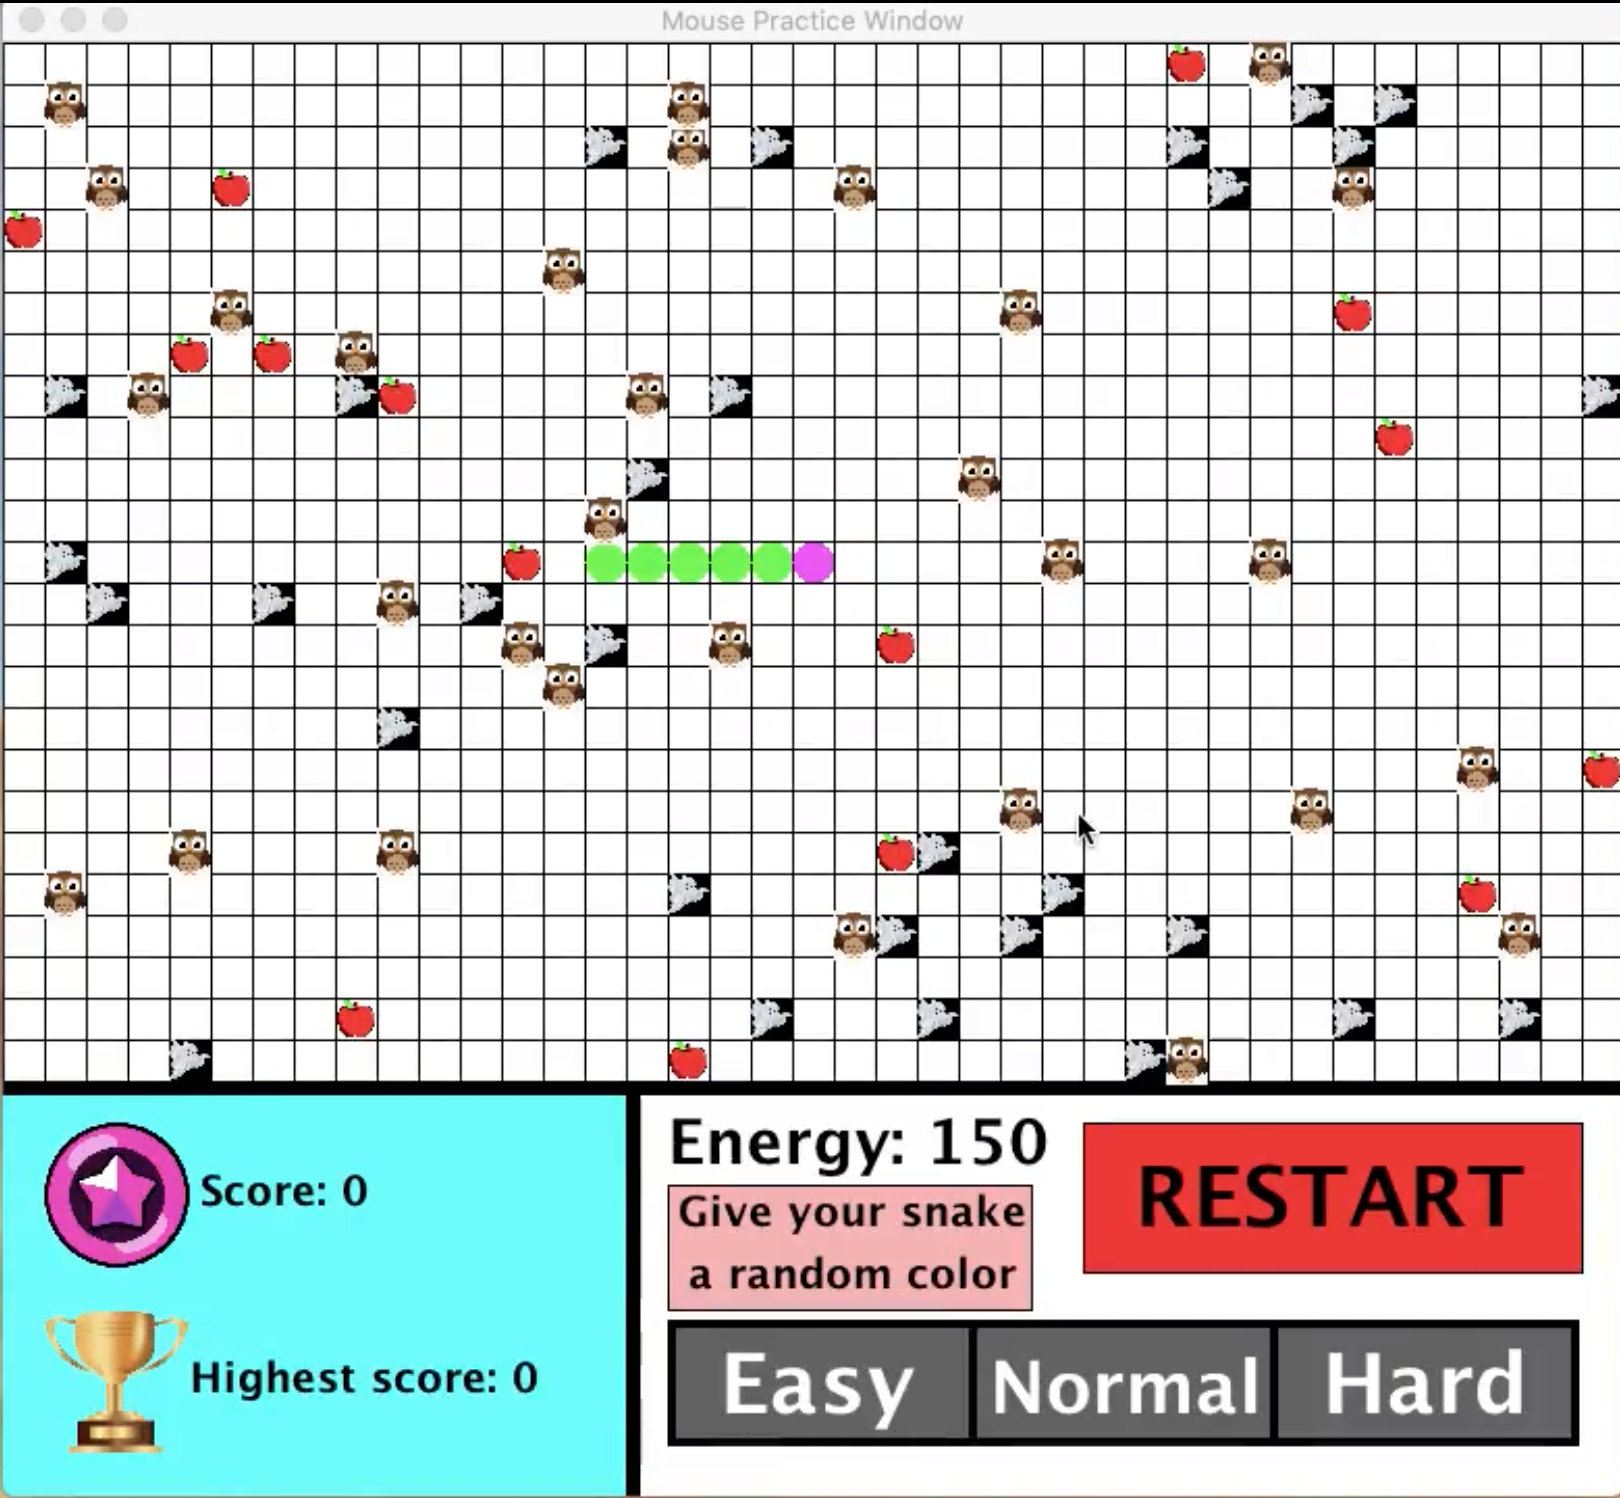 Mouse Practice Window
Score: 0
Highest score: 0
Energy: 150
Give your snake
a random color
RESTART
Easy
Normal
Hard